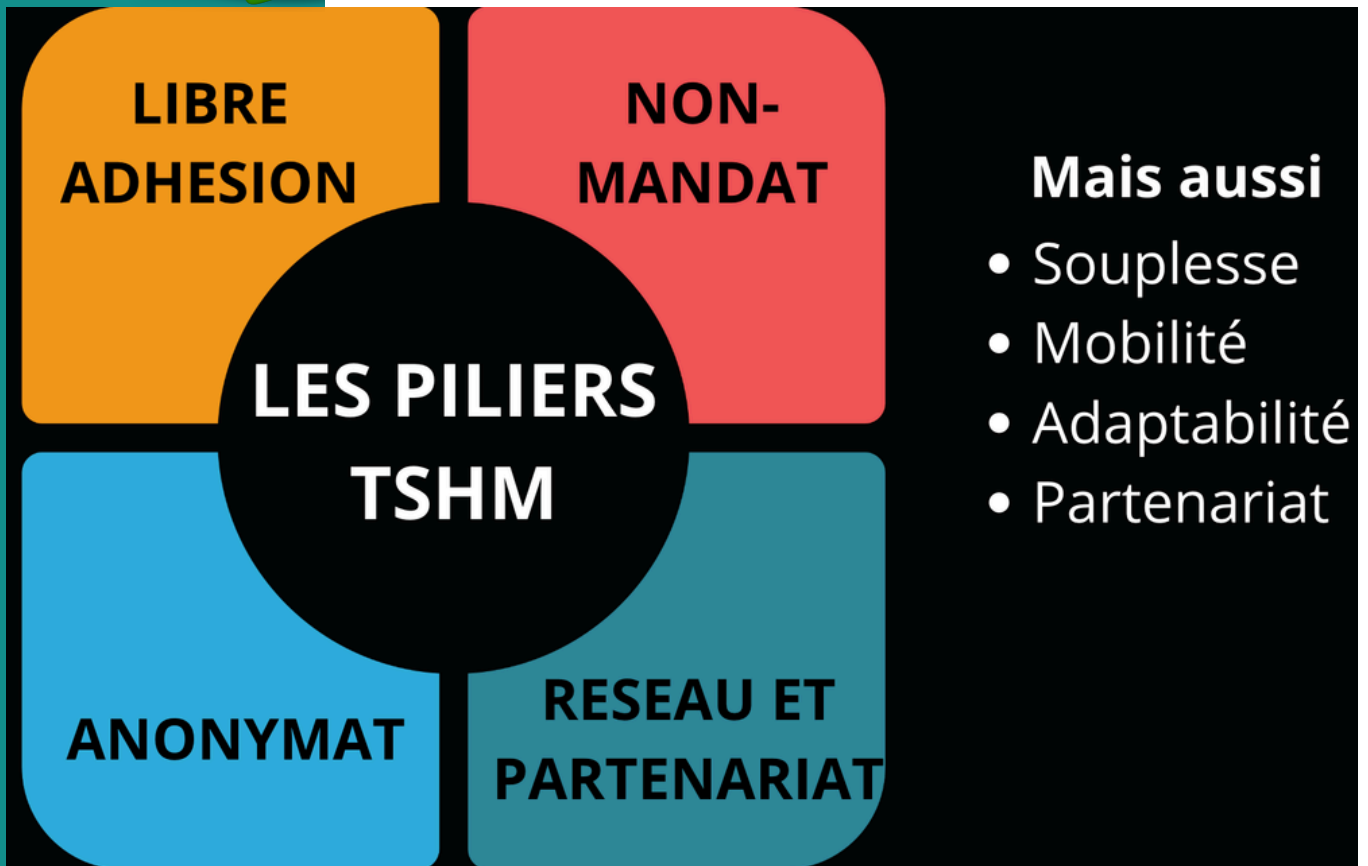 LIBRE
ADHESION
NON-
MANDAT
LES PILIERS
TSHM
ANONYMAT
RESEAU ET
PARTENARIAT
Mais aussi
• Souplesse
• Mobilité
• Adaptabilité
• Partenariat